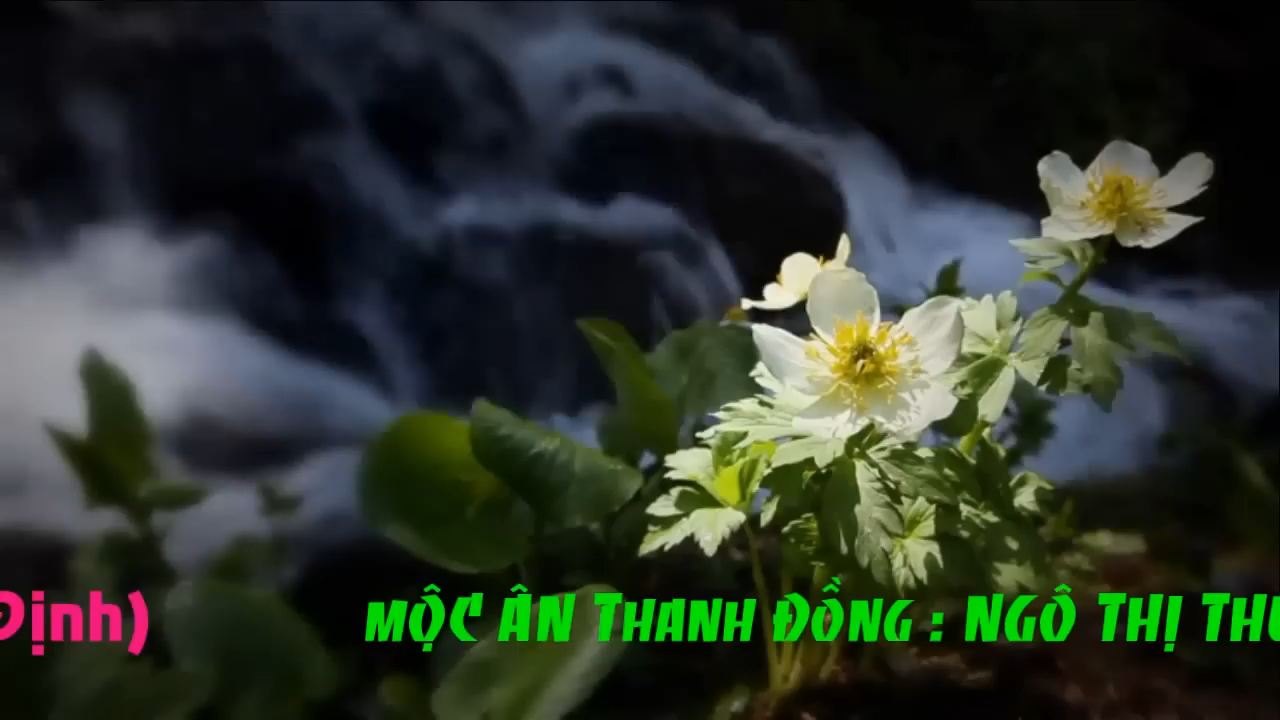 Định) MỘC ÂN THANH ĐỒNG : NGÔ THỊ